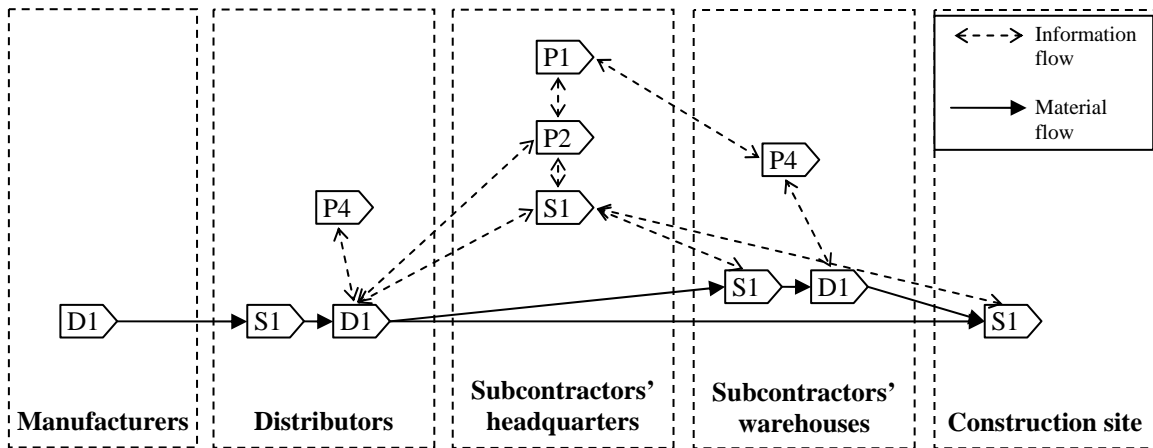 Information
flow
Material
flow
P1
P2
P4
P4
S1
S1
D1
D1
S1
D1
S1
Manufacturers
Distributors
Subcontractors’
headquarters
Subcontractors’
warehouses
Construction site